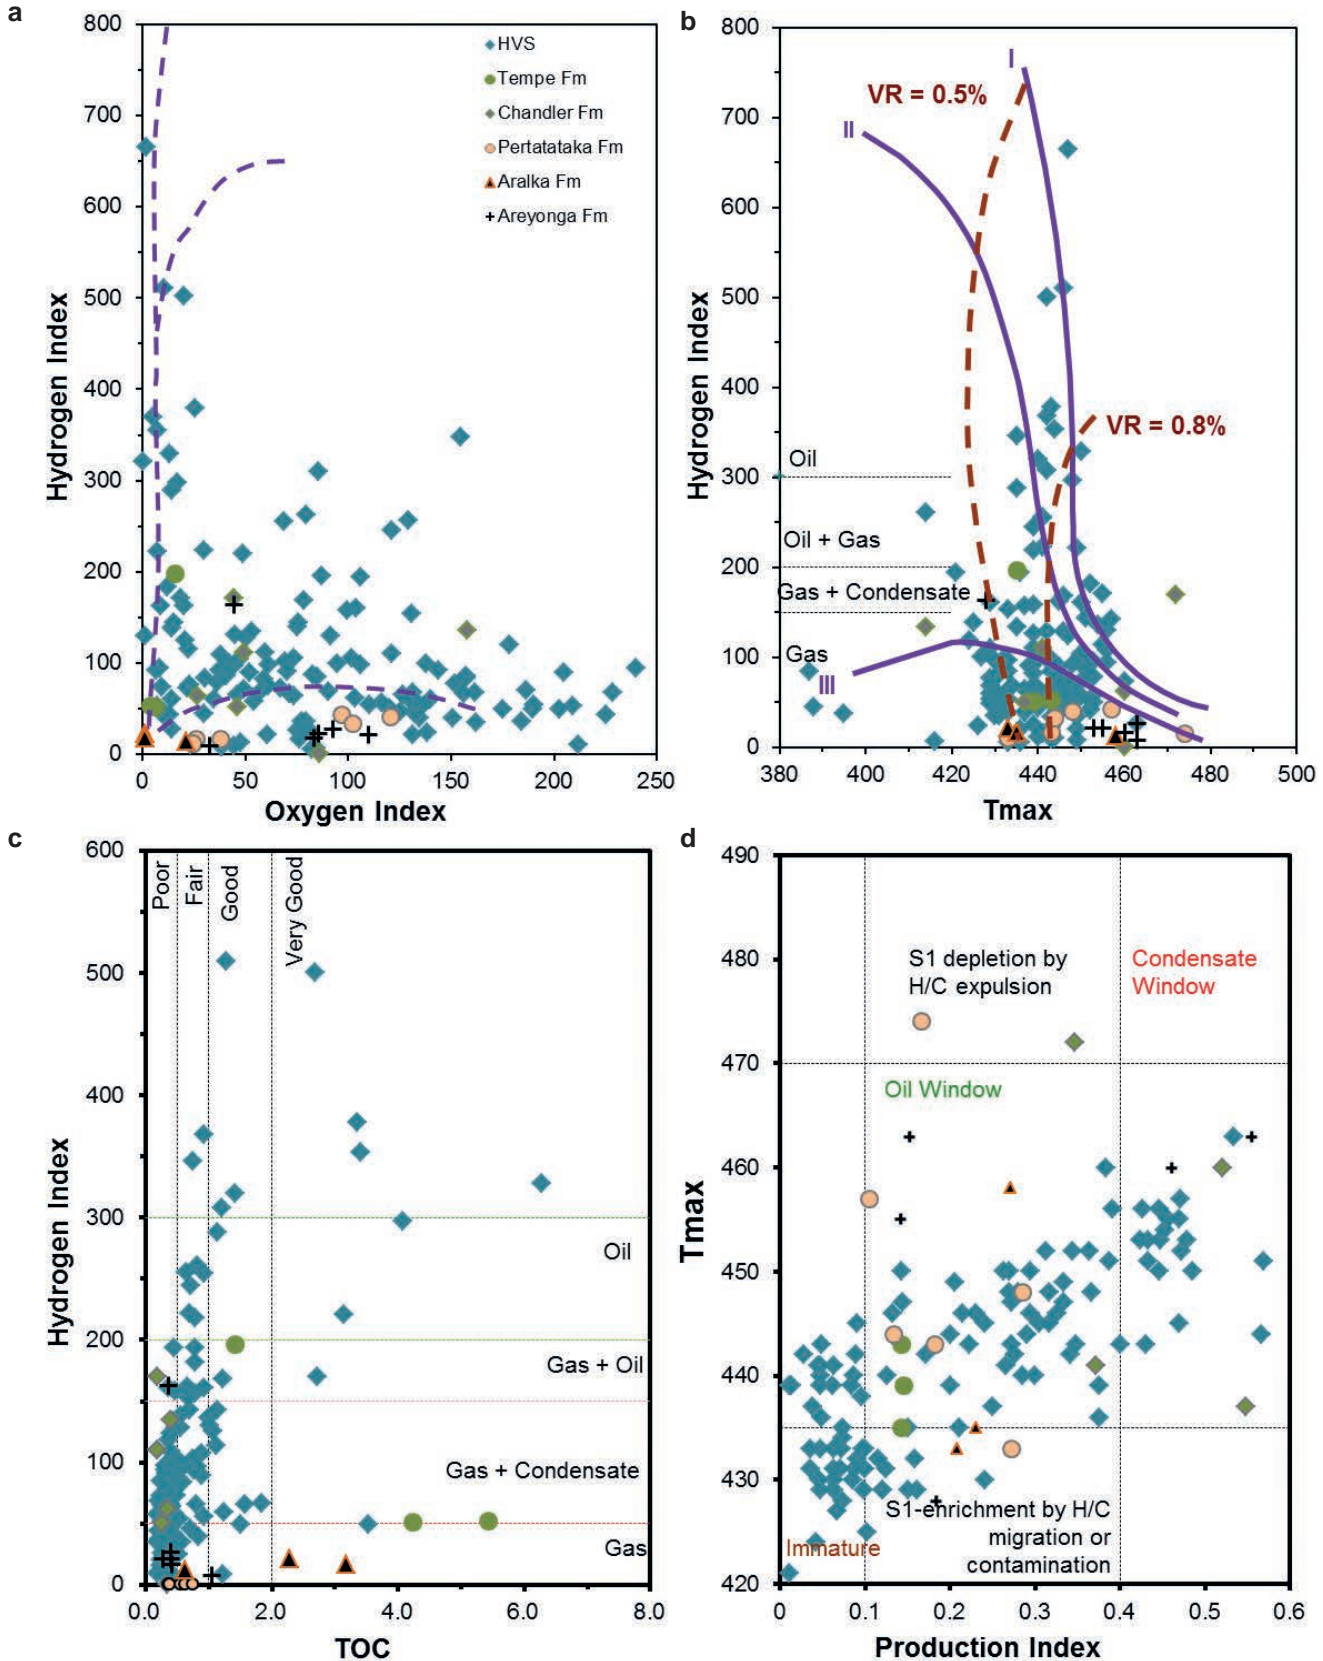 a
800
700
600
500
400
300
200
100
0
Hydrogen Index
HVS
Tempe Fm
Chandler Fm
Pertatataka Fm
Aralka Fm
Areyonga Fm
0
50
100
150
200
250
Oxygen Index
b
800
700
600
500
400
300
200
100
0
Hydrogen Index
I
VR = 0.5%
II
VR = 0.8%
Oil
Oil + Gas
Gas + Condensate
Gas
III
380
400
420
440
460
480
500
Tmax
c
600
500
400
300
200
100
0
Hydrogen Index
Poor
Fair
Good
Very Good
Oil
Gas + Oil
Gas + Condensate
Gas
0.0
2.0
4.0
6.0
8.0
TOC
d
490
480
470
460
450
440
430
420
Tmax
S1 depletion by
H/C expulsion
Condensate
Window
Oil Window
S1-enrichment by H/C
migration or
contamination
Immature
0
0.1
0.2
0.3
0.4
0.5
0.6
Production Index